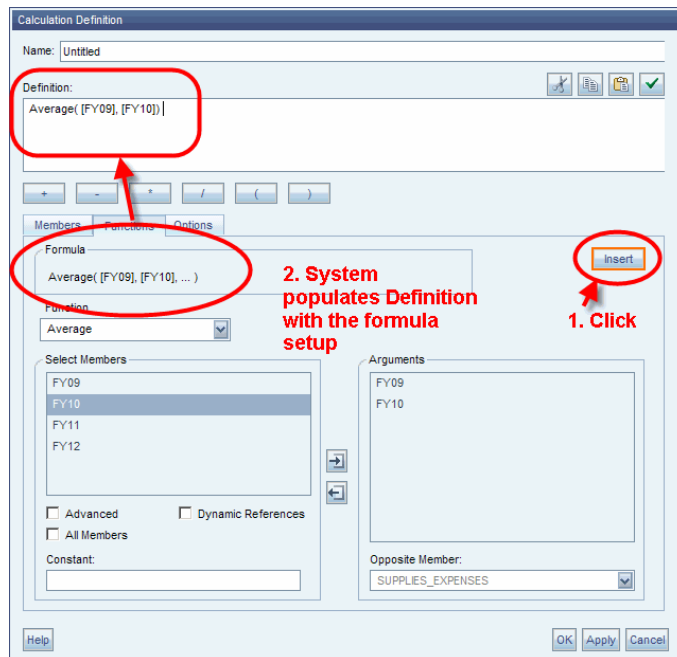 Calculation Definition
Name: Untitled
Definition:
Average( [FY09], [FY10])
+ - * / ( )
Members Functions Options
Formula
Average( [FY09], [FY10], ... )
Insert
2. System
populates Definition
with the formula
setup
1. Click
Function
Average
Select Members
FY09
FY10
FY11
FY12
Arguments
FY09
FY10
Advanced
Dynamic References
All Members
Constant:
Opposite Member:
SUPPLIES_EXPENSES
Help
OK Apply Cancel